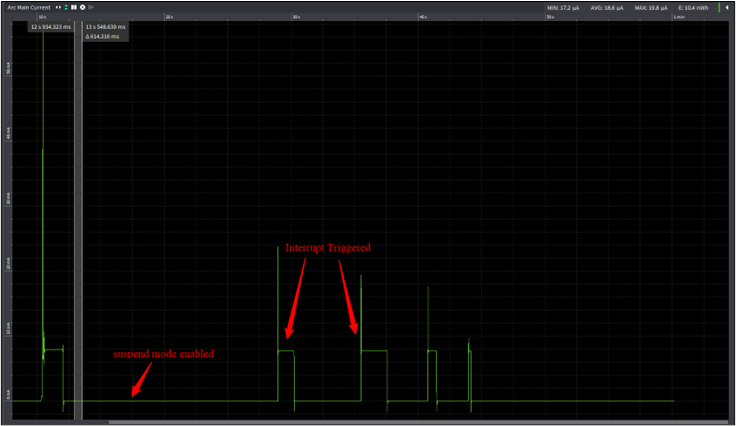 Arc Main Current
MIN: 17.2 µA AVG: 18.6 µA MAX: 19.8 µA E: 10.4 nWh
10s 20s 30s 40s 50s 1min
12 s 934,323 ms
13 s 548,639 ms
Δ 614,316 ms
50 mA
40 mA
30 mA
20 mA
10 mA
0 mA
Interrupt Triggered
suspend mode enabled